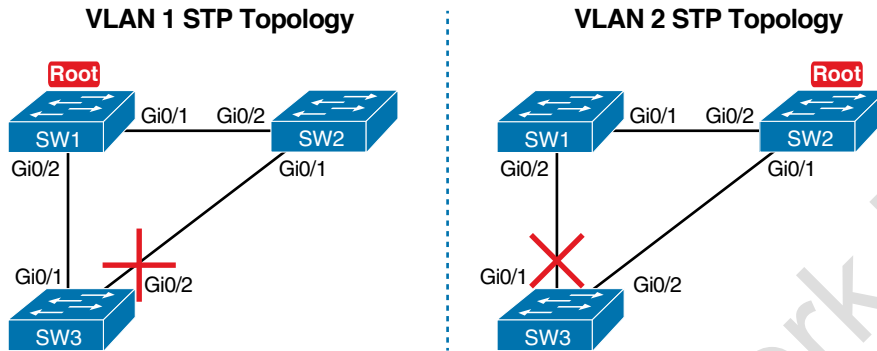 VLAN 1 STP Topology
Root
SW1
Gi0/1
Gi0/2
SW2
Gi0/2
Gi0/1
Gi0/1
Gi0/2
SW3
VLAN 2 STP Topology
Root
SW1
Gi0/1
Gi0/2
SW2
Gi0/2
Gi0/1
Gi0/1
Gi0/2
SW3